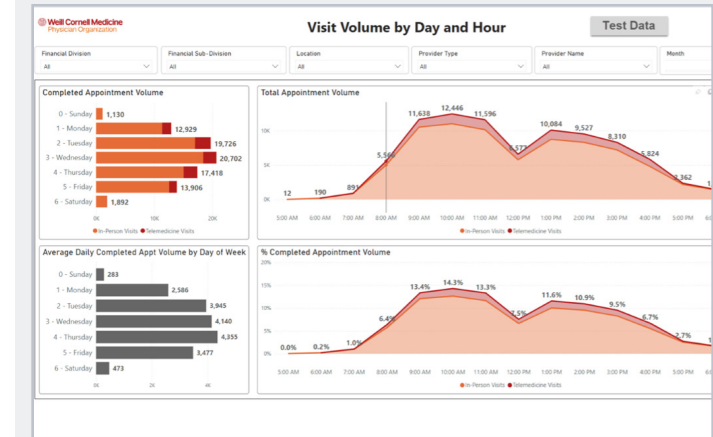 Weill Cornell Medicine
Physician Organization
Visit Volume by Day and Hour
Test Data
Financial Division
All
Financial Sub-Division
All
Location
All
Provider Type
All
Provider Name
All
Month
Completed Appointment Volume
0 - Sunday 1,130
1 - Monday 12,929
2 - Tuesday 19,726
3 - Wednesday 20,702
4 - Thursday 17,418
5 - Friday 13,906
6 - Saturday 1,892
0K 10K 20K
In-Person Visits Telemedicine Visits
Total Appointment Volume
10K
5K
0K
12 190 891 5,566 11,638 12,446 11,596 6,577 10,084 9,527 8,310 5,824 2,362
5:00 AM 6:00 AM 7:00 AM 8:00 AM 9:00 AM 10:00 AM 11:00 AM 12:00 PM 1:00 PM 2:00 PM 3:00 PM 4:00 PM 5:00 PM
In-Person Visits Telemedicine Visits
Average Daily Completed Appt Volume by Day of Week
0 - Sunday 283
1 - Monday 2,586
2 - Tuesday 3,945
3 - Wednesday 4,140
4 - Thursday 4,355
5 - Friday 3,477
6 - Saturday 473
0K 2K 4K
% Completed Appointment Volume
20%
15%
10%
5%
0%
0.0% 0.2% 1.0% 6.4% 13.4% 14.3% 13.3% 7.5% 11.6% 10.9% 9.5% 6.7% 2.7%
5:00 AM 6:00 AM 7:00 AM 8:00 AM 9:00 AM 10:00 AM 11:00 AM 12:00 PM 1:00 PM 2:00 PM 3:00 PM 4:00 PM 5:00 PM
In-Person Visits Telemedicine Visits